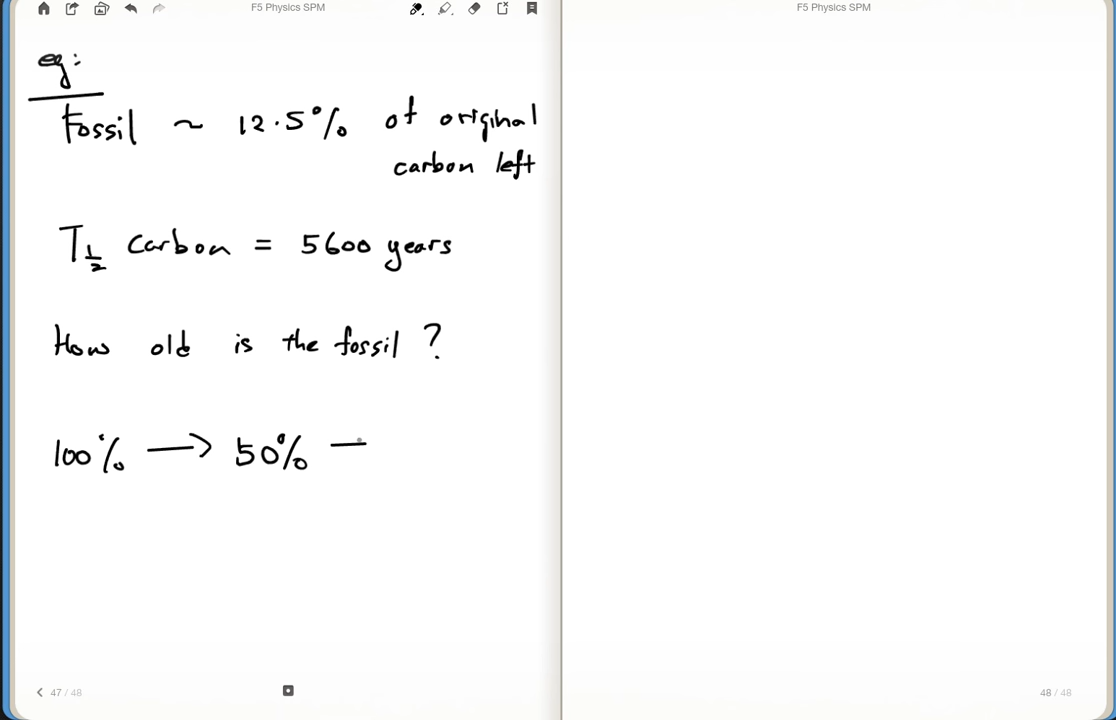 F5 Physics SPM
F5 Physics SPM
eg:
Fossil ~ 12.5% of original
carbon left
T1/2 carbon = 5600 years
How old is the fossil ?
100% → 50% —
47 / 48
48 / 48